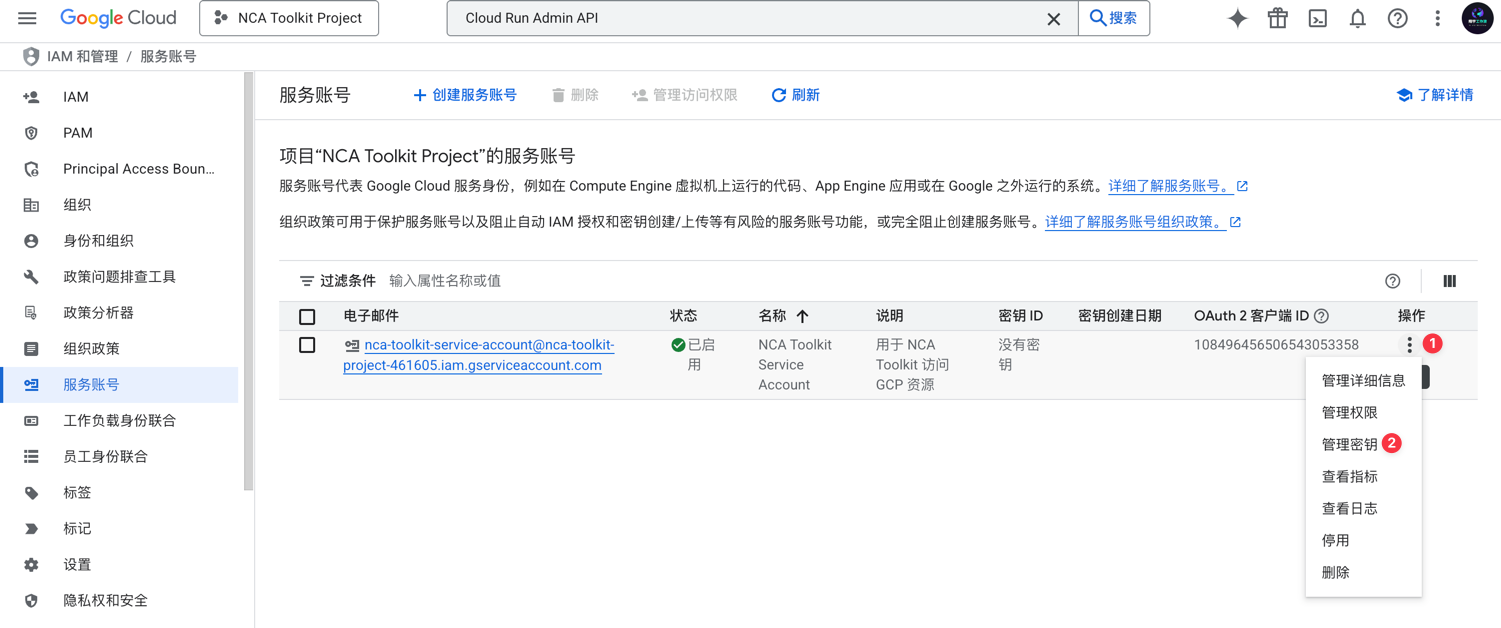 Google Cloud
NCA Toolkit Project
Cloud Run Admin API
搜索
IAM 和管理 / 服务账号
IAM
PAM
Principal Access Boun...
组织
身份和组织
政策问题排查工具
政策分析器
组织政策
服务账号
工作负载身份联合
员工身份联合
标签
标记
设置
隐私权和安全
服务账号
创建服务账号
删除
管理访问权限
刷新
了解详情
项目“NCA Toolkit Project”的服务账号
服务账号代表 Google Cloud 服务身份，例如在 Compute Engine 虚拟机上运行的代码、App Engine 应用或在 Google 之外运行的系统。详细了解服务账号。
组织政策可用于保护服务账号以及阻止自动 IAM 授权和密钥创建/上传等有风险的服务账号功能，或完全阻止创建服务账号。详细了解服务账号组织政策。
过滤条件 输入属性名称或值
电子邮件 状态 名称 说明 密钥 ID 密钥创建日期 OAuth 2 客户端 ID 操作
nca-toolkit-service-account@nca-toolkit-
project-461605.iam.gserviceaccount.com
已启
用
NCA Toolkit
Service
Account
用于 NCA
Toolkit 访问
GCP 资源
没有密
钥
108496456506543053358
1
管理详细信息
管理权限
管理密钥 2
查看指标
查看日志
停用
删除